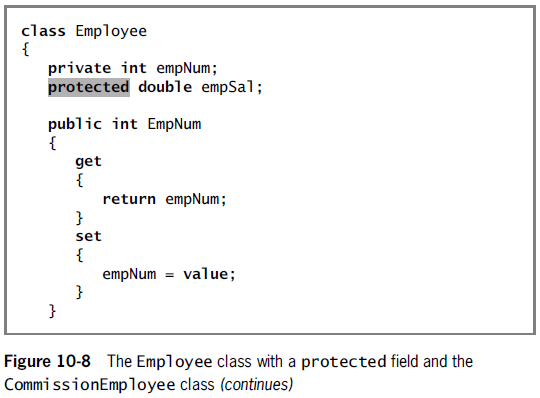 class Employee
{
private int empNum;
protected double empSal;
public int EmpNum
{
get
{
return empNum;
}
set
{
empNum = value;
}
}
Figure 10-8 The Employee class with a protected field and the
CommissionEmployee class (continues)